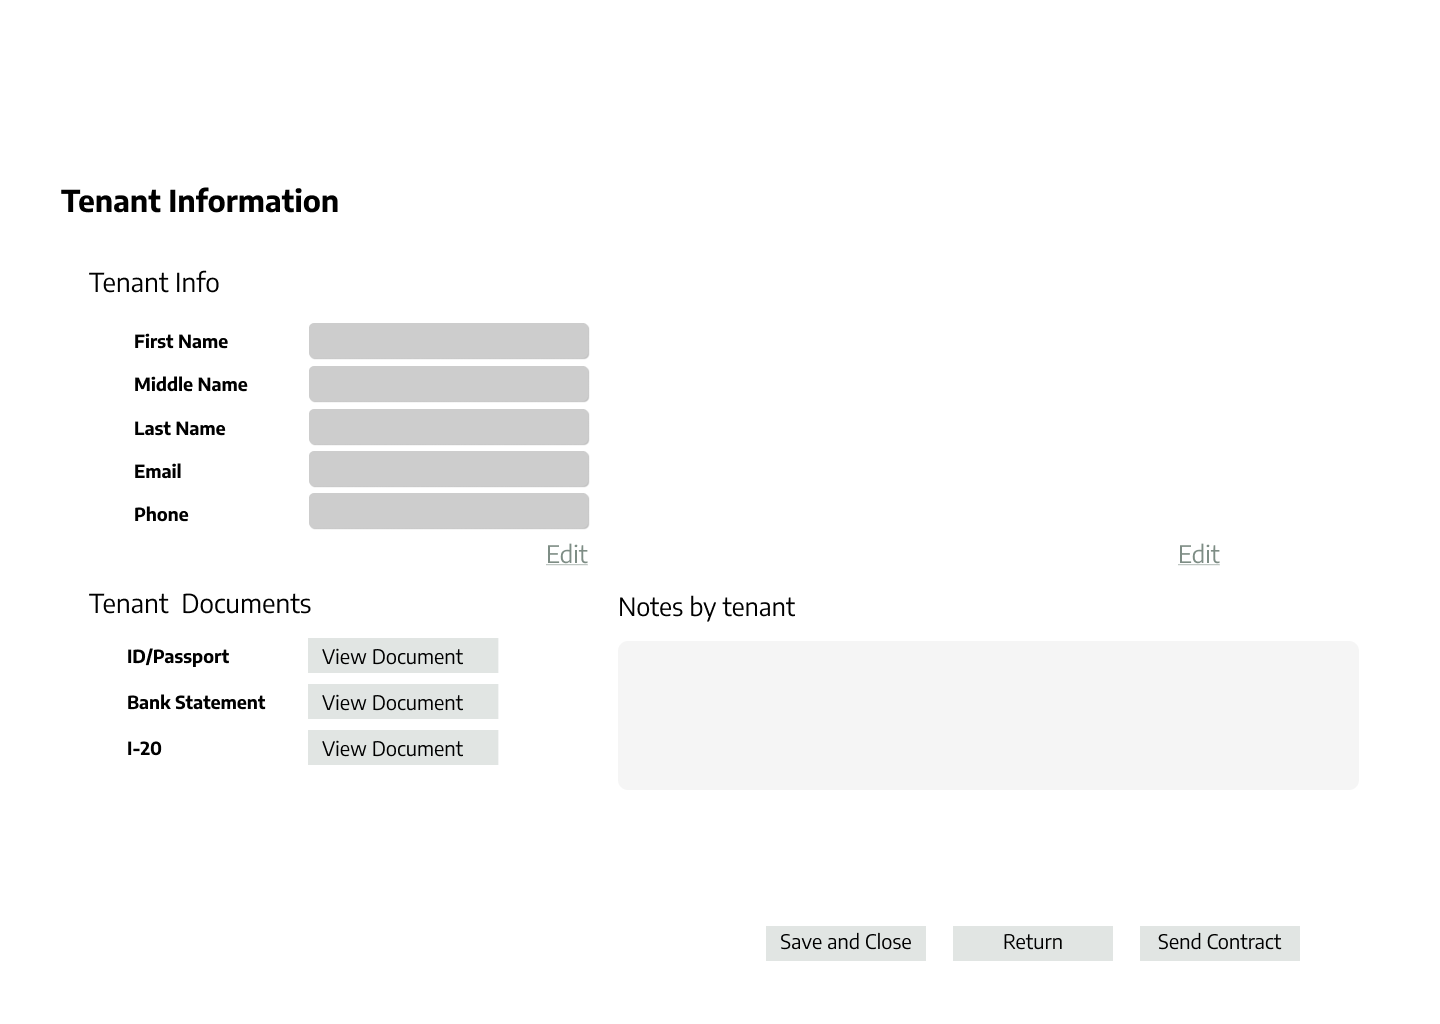 Tenant Information
Tenant Info
First Name
Middle Name
Last Name
Email
Phone
Edit
Edit
Tenant  Documents
ID/Passport
View Document
Bank Statement
View Document
I-20
View Document
Notes by tenant
Save and Close
Return
Send Contract